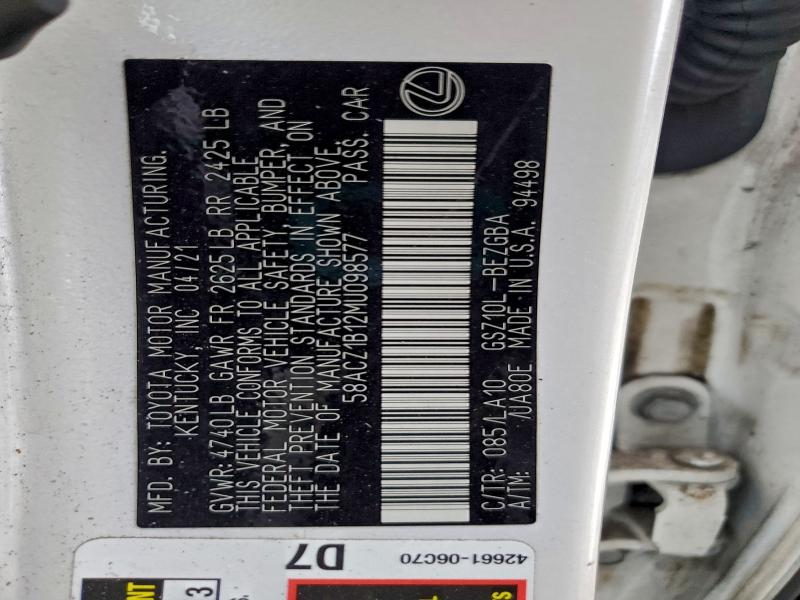 MFD. BY: TOYOTA MOTOR MANUFACTURING,
KENTUCKY, INC 04/21
GVWR: 4740LB GAWR FR 2625LB RR 2425 LB
THIS VEHICLE CONFORMS TO ALL APPLICABLE
FEDERAL MOTOR VEHICLE SAFETY, BUMPER, AND
THEFT PREVENTION STANDARDS IN EFFECT ON
THE DATE OF MANUFACTURE SHOWN ABOVE.
58ACZ1B12MU098577 PASS. CAR
C/TR: 085/LA10 GSZ10L-BEZGBA
A/TM: /UA80E MADE IN U.S.A. 94498
D7
42661-06C70
NT
3